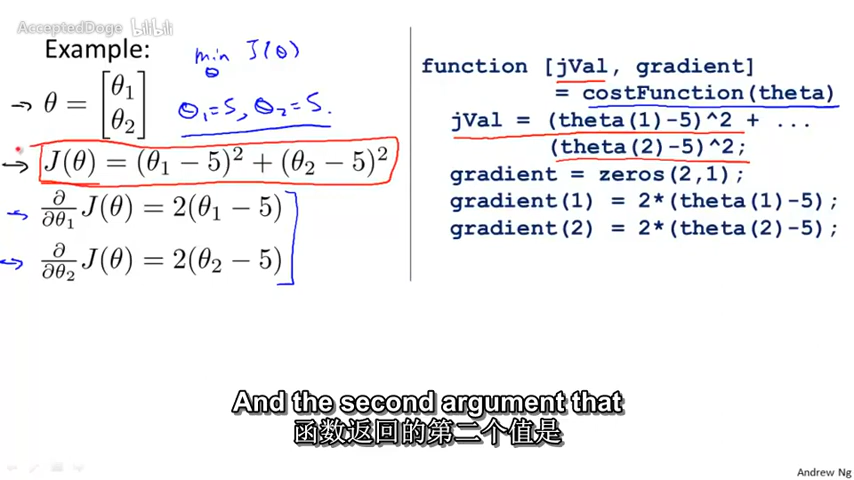 AcceptedDoge bilibili
Example:
min J(θ)
θ
→ θ = [θ₁ θ₂]
θ₁=5, θ₂=5.
→ J(θ) = (θ₁ − 5)² + (θ₂ − 5)²
→ ∂/∂θ₁ J(θ) = 2(θ₁ − 5)
→ ∂/∂θ₂ J(θ) = 2(θ₂ − 5)
function [jVal, gradient]
= costFunction(theta)
jVal = (theta(1)-5)^2 + ...
(theta(2)-5)^2;
gradient = zeros(2,1);
gradient(1) = 2*(theta(1)-5);
gradient(2) = 2*(theta(2)-5);
And the second argument that
函数返回的第二个值是
Andrew Ng